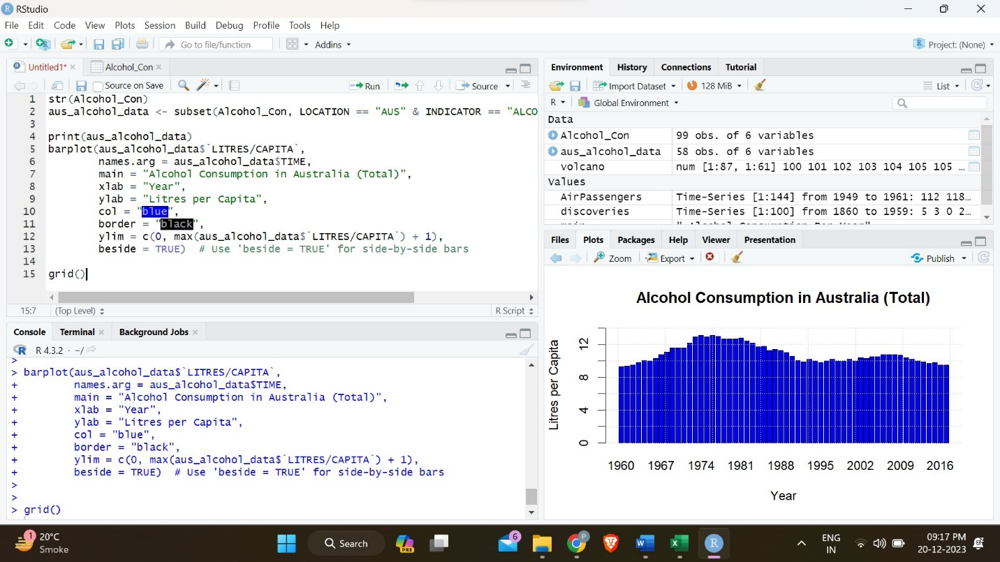 RStudio
File Edit Code View Plots Session Build Debug Profile Tools Help
Go to file/function Addins Project: (None)
Untitled1* Alcohol_Con
Source on Save Run Source
1 str(Alcohol_Con)
2 aus_alcohol_data <- subset(Alcohol_Con, LOCATION == "AUS" & INDICATOR == "ALCO
3
4 print(aus_alcohol_data)
5 barplot(aus_alcohol_data$`LITRES/CAPITA`,
6 names.arg = aus_alcohol_data$TIME,
7 main = "Alcohol Consumption in Australia (Total)",
8 xlab = "Year",
9 ylab = "Litres per Capita",
10 col = "blue",
11 border = "black",
12 ylim = c(0, max(aus_alcohol_data$`LITRES/CAPITA`) + 1),
13 beside = TRUE) # Use 'beside = TRUE' for side-by-side bars
14
15 grid()
15:7 (Top Level) R Script
Console Terminal Background Jobs
R 4.3.2 · ~/
>
> barplot(aus_alcohol_data$`LITRES/CAPITA`,
+ names.arg = aus_alcohol_data$TIME,
+ main = "Alcohol Consumption in Australia (Total)",
+ xlab = "Year",
+ ylab = "Litres per Capita",
+ col = "blue",
+ border = "black",
+ ylim = c(0, max(aus_alcohol_data$`LITRES/CAPITA`) + 1),
+ beside = TRUE) # Use 'beside = TRUE' for side-by-side bars
>
>
> grid()
Environment History Connections Tutorial
Import Dataset 128 MiB List
R Global Environment
Data
Alcohol_Con 99 obs. of 6 variables
aus_alcohol_data 58 obs. of 6 variables
volcano num [1:87, 1:61] 100 101 102 103 104 105 105 ...
Values
AirPassengers Time-Series [1:144] from 1949 to 1961: 112 118...
discoveries Time-Series [1:100] from 1860 to 1959: 5 3 0 2...
Files Plots Packages Help Viewer Presentation
Zoom Export Publish
Alcohol Consumption in Australia (Total)
Litres per Capita
12
8
4
0
1960 1967 1974 1981 1988 1995 2002 2009 2016
Year
1 20°C
Smoke
Search
PRE
6
P
ENG
IN
09:17 PM
20-12-2023